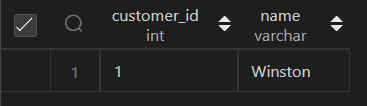 customer_id name
int varchar
1 1 Winston